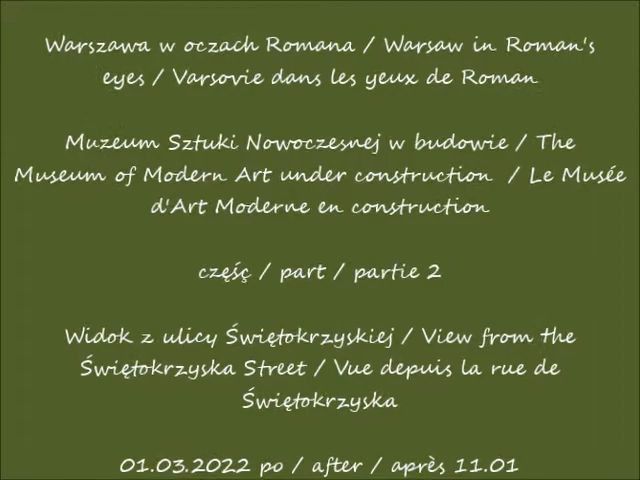 Warszawa w oczach Romana / Warsaw in Roman's
eyes / Varsovie dans les yeux de Roman
Muzeum Sztuki Nowoczesnej w budowie / The
Museum of Modern Art under construction / Le Musée
d'Art Moderne en construction
częśç / part / partie 2
Widok z ulicy Świętokrzyskiej / View from the
Świętokrzyska Street / Vue depuis la rue de
Świętokrzyska
01.03.2022 po / after / après 11.01